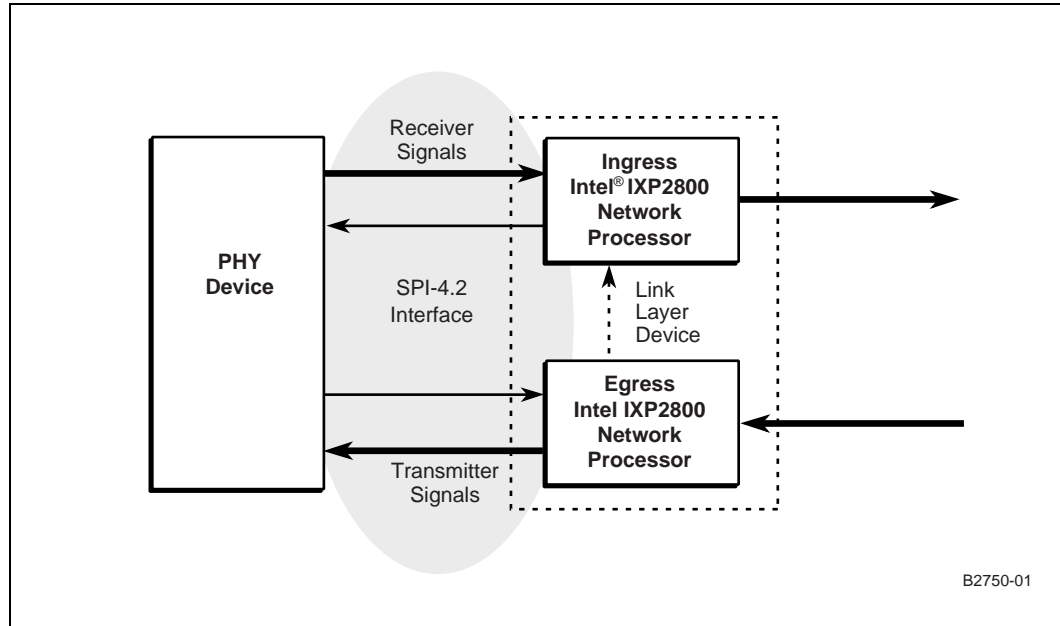 Receiver
Signals
Ingress
Intel® IXP2800
Network
Processor
PHY
Device
SPI-4.2
Interface
Link
Layer
Device
Egress
Intel IXP2800
Network
Processor
Transmitter
Signals
B2750-01